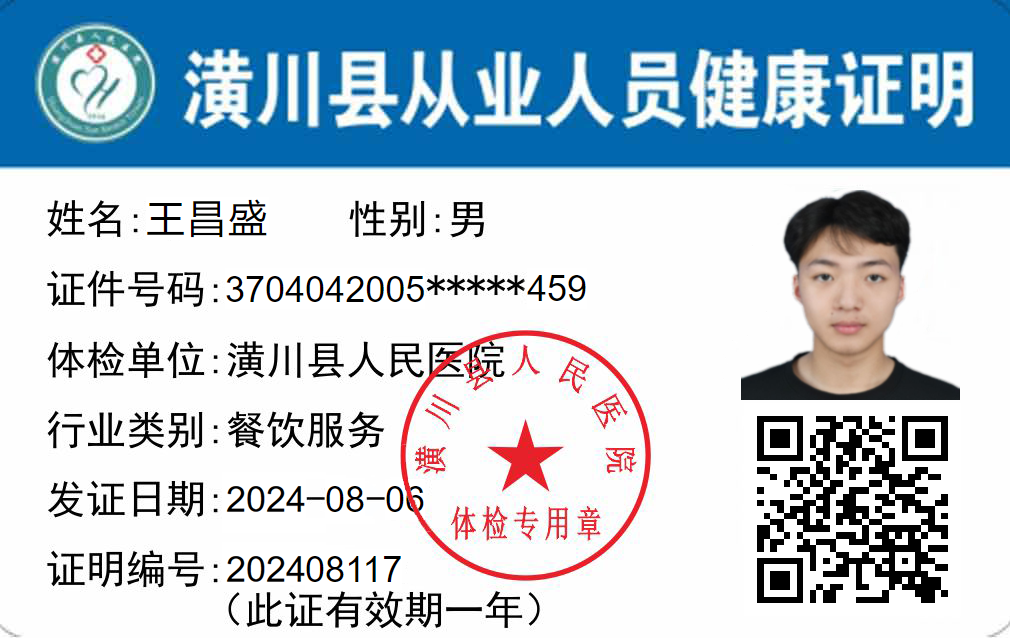 潢川县从业人员健康证明
姓名:王昌盛 性别:男
证件号码:3704042005*****459
体检单位:潢川县人民医院
行业类别:餐饮服务
发证日期:2024-08-06
证明编号:202408117
（此证有效期一年）
潢川县人民医院
体检专用章